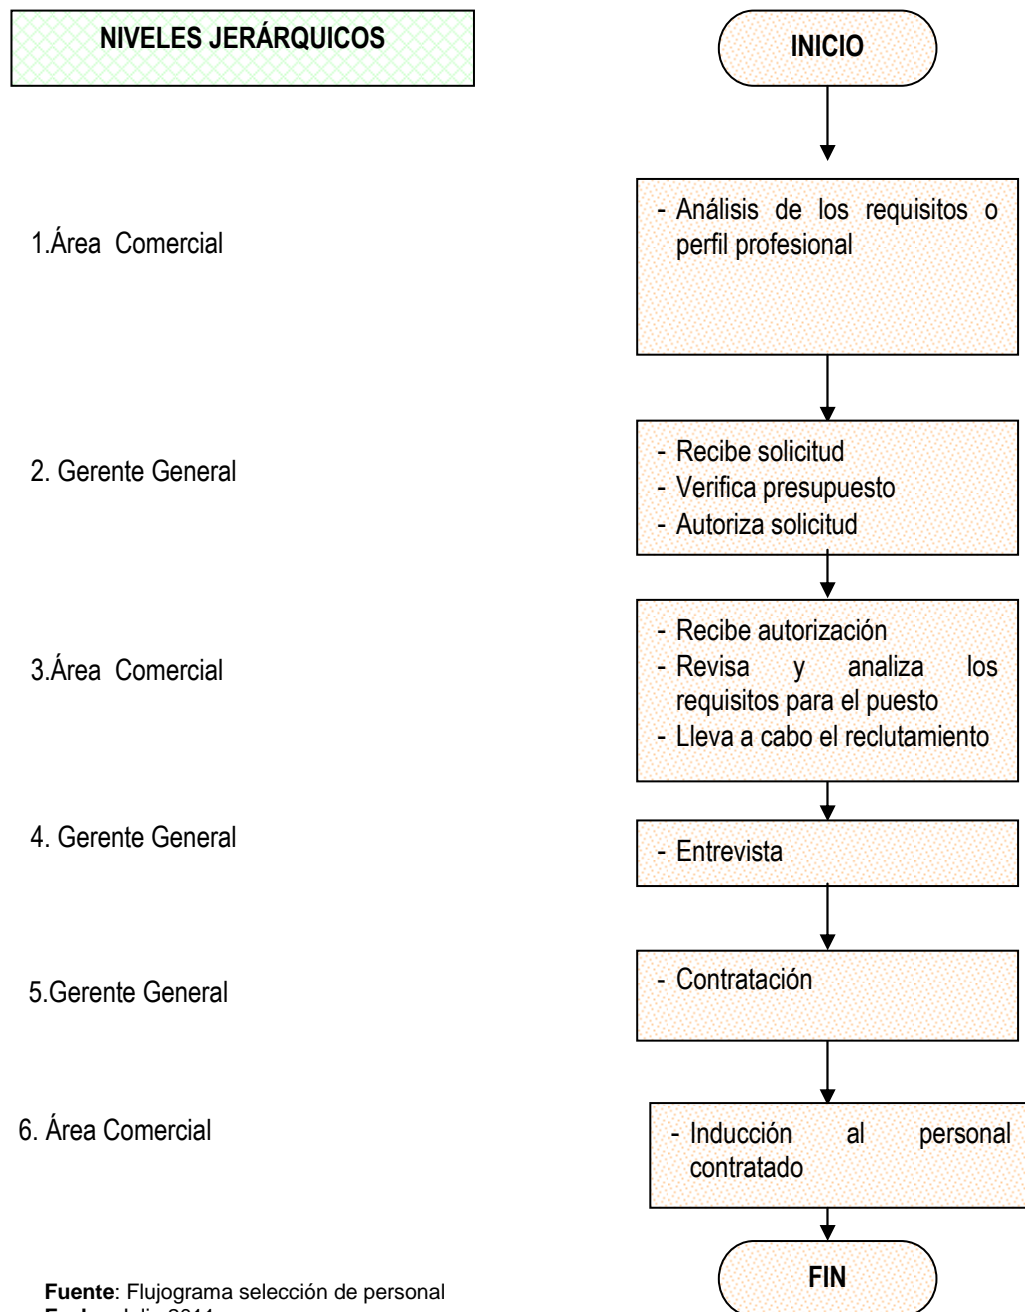 NIVELES JERÁRQUICOS
INICIO
1.Área Comercial
- Análisis de los requisitos o
perfil profesional
2. Gerente General
- Recibe solicitud
- Verifica presupuesto
- Autoriza solicitud
3.Área Comercial
- Recibe autorización
- Revisa y analiza los
requisitos para el puesto
- Lleva a cabo el reclutamiento
4. Gerente General
- Entrevista
5.Gerente General
- Contratación
6. Área Comercial
- Inducción al personal
contratado
FIN
Fuente: Flujograma selección de personal